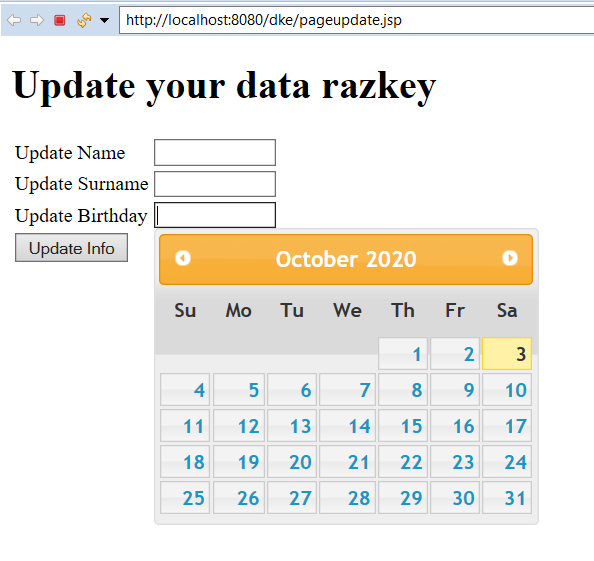 http://localhost:8080/dke/pageupdate.jsp
Update your data razkey
Update Name
Update Surname
Update Birthday
Update Info
October 2020
Su Mo Tu We Th Fr Sa
1 2 3
4 5 6 7 8 9 10
11 12 13 14 15 16 17
18 19 20 21 22 23 24
25 26 27 28 29 30 31